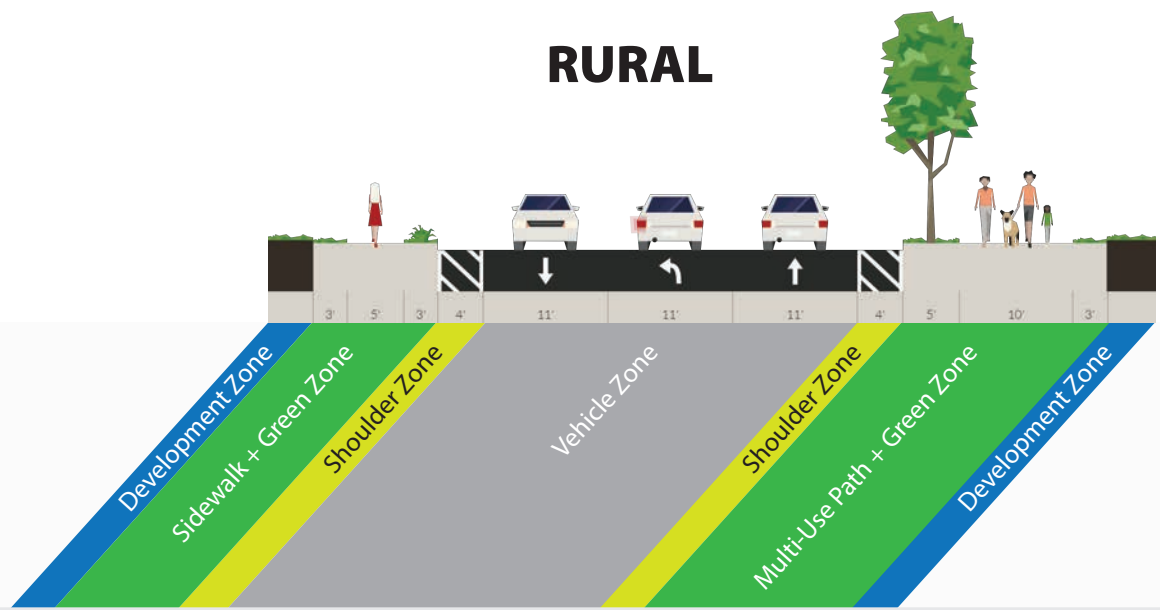 RURAL
3' 5' 3' 4' 11' 11' 11' 4' 5' 10' 3'
Development Zone
Sidewalk + Green Zone
Shoulder Zone
Vehicle Zone
Shoulder Zone
Multi-Use Path + Green Zone
Development Zone